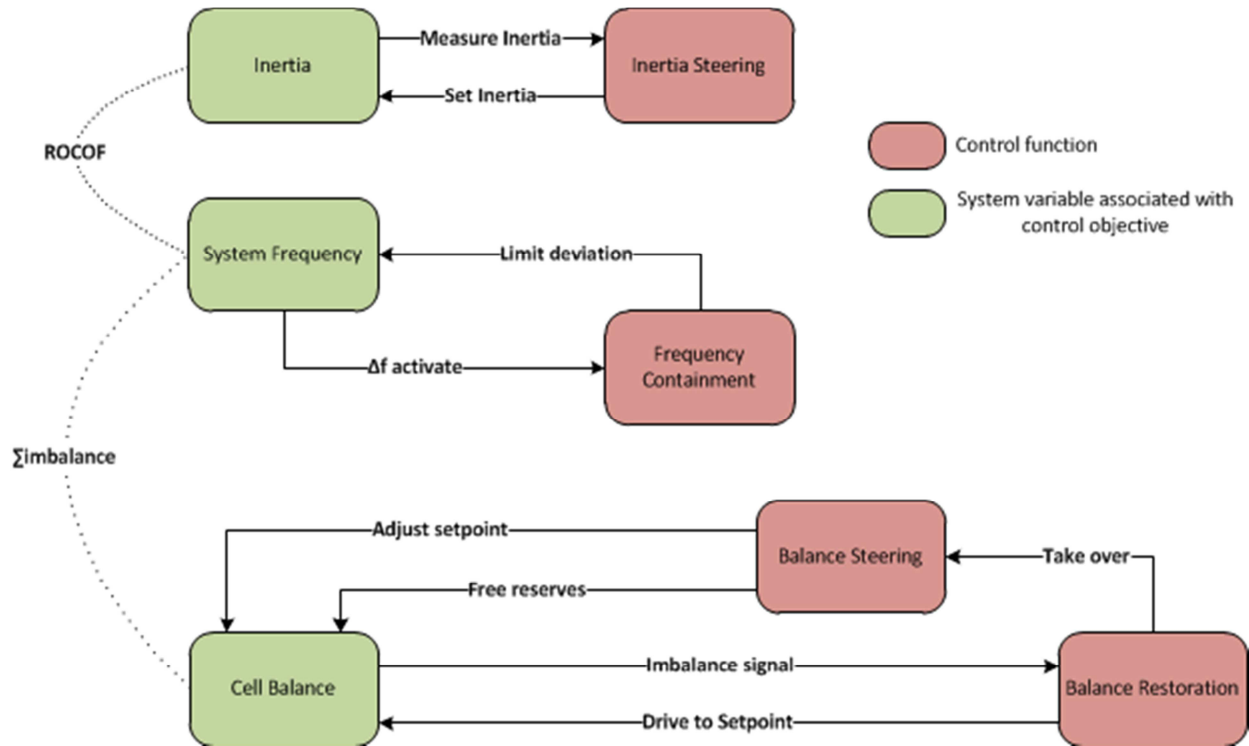 Measure Inertia
Inertia
Inertia Steering
Set Inertia
Control function
ROCOF
System variable associated with
control objective
System Frequency
Limit deviation
Δf activate
Frequency
Containment
∑imbalance
Adjust setpoint
Balance Steering
Take over
Free reserves
Imbalance signal
Cell Balance
Balance Restoration
Drive to Setpoint